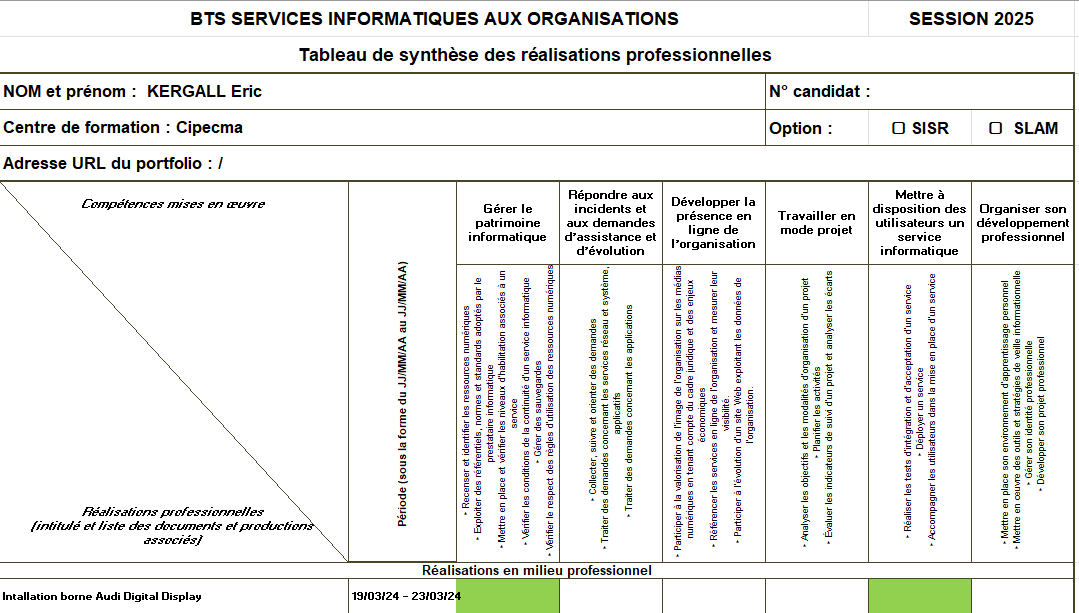 BTS SERVICES INFORMATIQUES AUX ORGANISATIONS
SESSION 2025
Tableau de synthèse des réalisations professionnelles
NOM et prénom : KERGALL Eric
N° candidat :
Centre de formation : Cipecma
Option :
☐ SISR
☐ SLAM
Adresse URL du portfolio : /
Compétences mises en œuvre
Réalisations professionnelles
(intitulé et liste des documents et productions
associés)
Période (sous la forme du JJ/MM/AA au JJ/MM/AA)
Gérer le
patrimoine
informatique
Répondre aux
incidents et
aux demandes
d'assistance et
d'évolution
Développer la
présence en
ligne de
l'organisation
Travailler en
mode projet
Mettre à
disposition des
utilisateurs un
service
informatique
Organiser son
développement
professionnel
‣ Recenser et identifier les ressources numériques
‣ Exploiter des référentiels, normes et standards adoptés par le
prestataire informatique
‣ Mettre en place et vérifier les niveaux d'habilitation associés à un
service
‣ Vérifier les conditions de la continuité d'un service informatique
‣ Gérer des sauvegardes
‣ Vérifier le respect des règles d'utilisation des ressources numériques
‣ Collecter, suivre et orienter des demandes
‣ Traiter des demandes concernant les services réseau et système,
applicatifs
‣ Traiter des demandes concernant les applications
‣ Participer à la valorisation de l'image de l'organisation sur les médias
numériques en tenant compte du cadre juridique et des enjeux
économiques
‣ Référencer les services en ligne de l'organisation et mesurer leur
visibilité.
‣ Participer à l'évolution d'un site Web exploitant les données de
l'organisation.
‣ Analyser les objectifs et les modalités d'organisation d'un projet
‣ Planifier les activités
‣ Évaluer les indicateurs de suivi d'un projet et analyser les écarts
‣ Réaliser les tests d'intégration et d'acceptation d'un service
‣ Déployer un service
‣ Accompagner les utilisateurs dans la mise en place d'un service
‣ Mettre en place son environnement d'apprentissage personnel
‣ Mettre en œuvre des outils et stratégies de veille informationnelle
‣ Gérer son identité professionnelle
‣ Développer son projet professionnel
Réalisations en milieu professionnel
Intallation borne Audi Digital Display
19/03/24 - 23/03/24